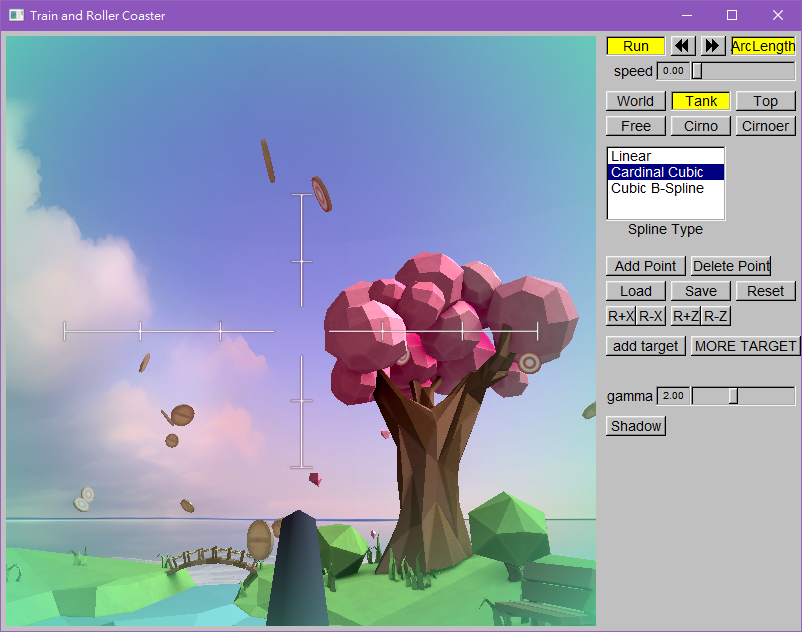 Train and Roller Coaster
Run
ArcLength
speed 0.00
World Tank Top
Free Cirno Cirnoer
Linear
Cardinal Cubic
Cubic B-Spline
Spline Type
Add Point Delete Point
Load Save Reset
R+X R-X R+Z R-Z
add target MORE TARGET
gamma 2.00
Shadow